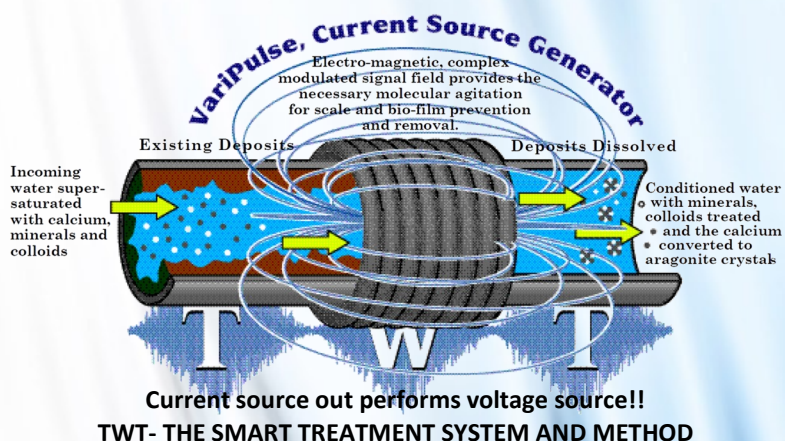 VariPulse, Current Source Generator
Electro-magnetic, complex
modulated signal field provides the
necessary molecular agitation
for scale and bio-film prevention
and removal.
Existing Deposits
Deposits Dissolved
Incoming
water super-
saturated
with calcium,
minerals and
colloids
Conditioned water
with minerals,
colloids treated
and the calcium
converted to
aragonite crystals
T W T
Current source out performs voltage source!!
TWT- THE SMART TREATMENT SYSTEM AND METHOD